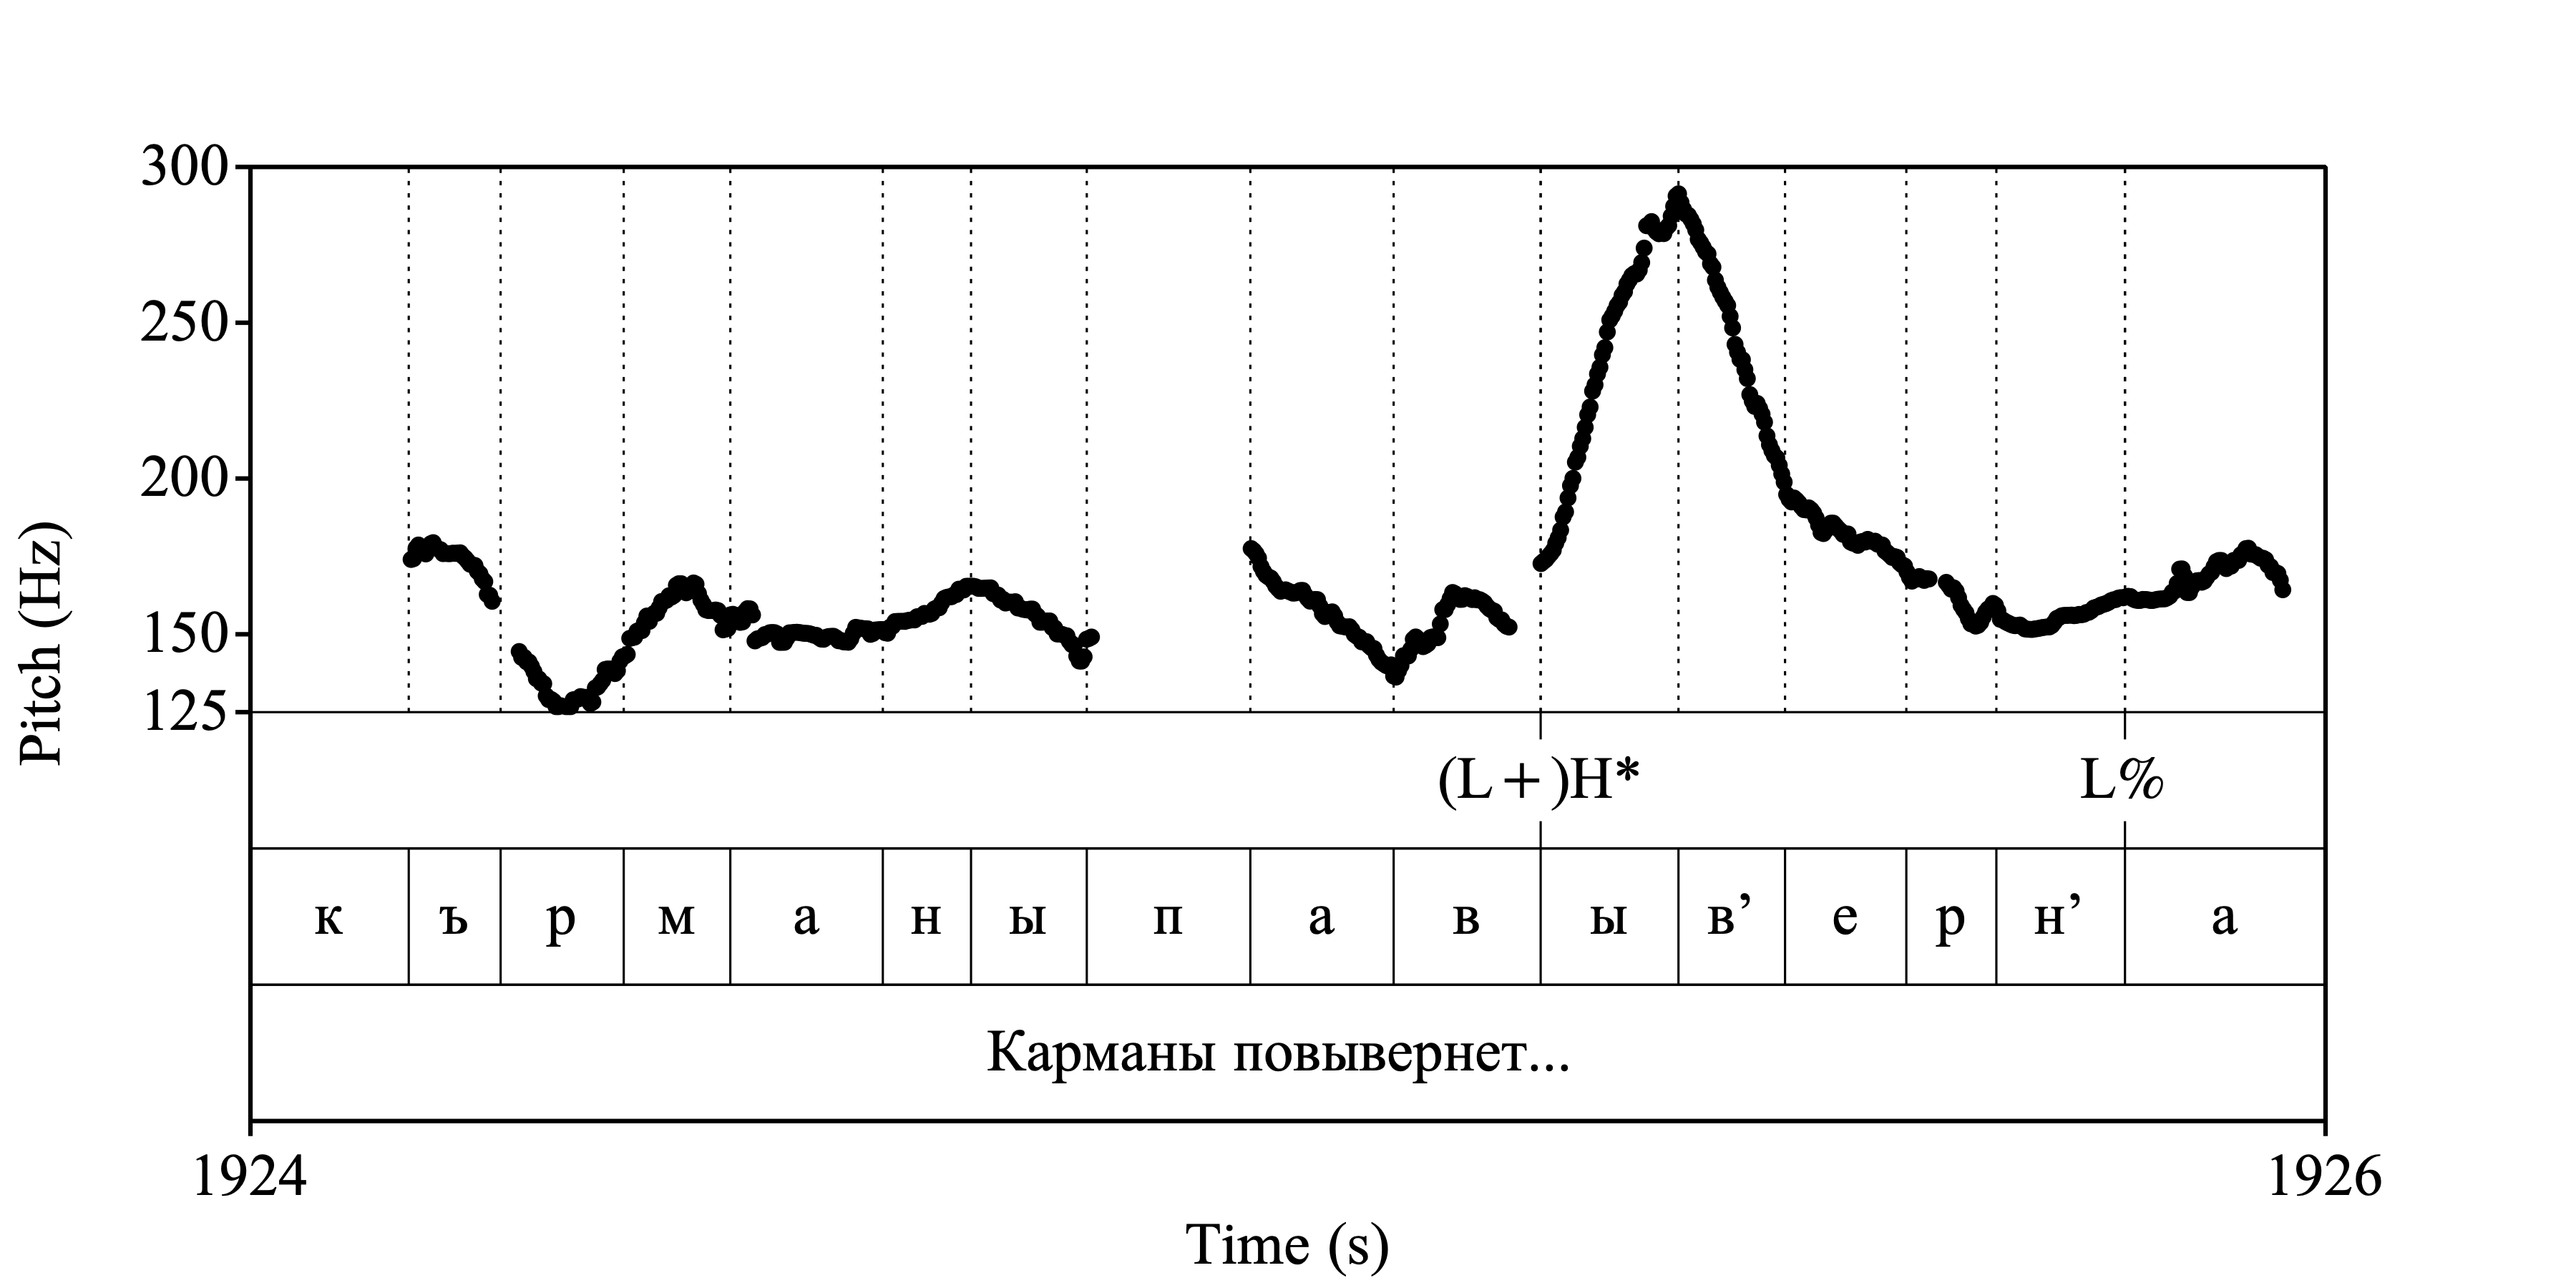 300
250
200
150
125
Pitch (Hz)
(L+)H* L%
к ъ р м а н ы п а в ы в’ е р н’ а
Карманы повывернет...
1924 1926
Time (s)